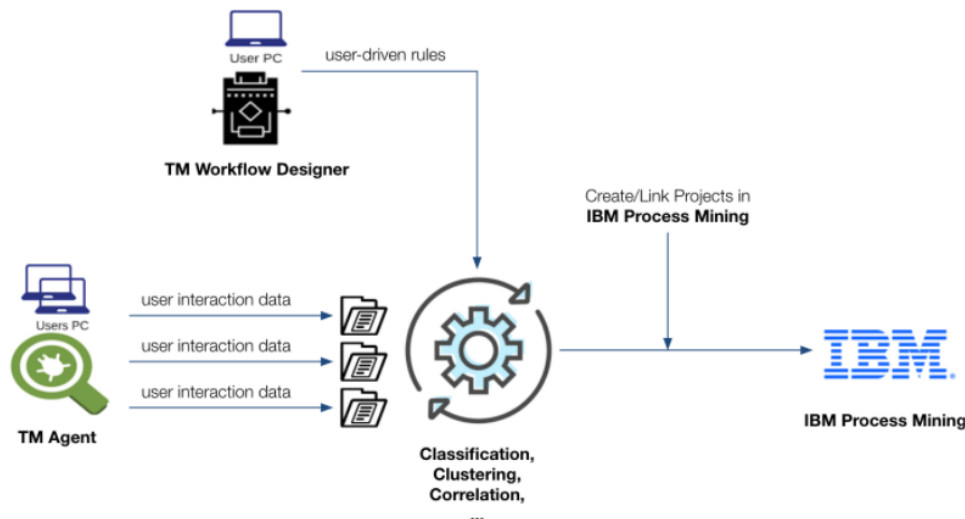 User PC
user-driven rules
TM Workflow Designer
Create/Link Projects in
IBM Process Mining
Users PC
user interaction data
user interaction data
user interaction data
TM Agent
IBM
IBM Process Mining
Classification,
Clustering,
Correlation,
...